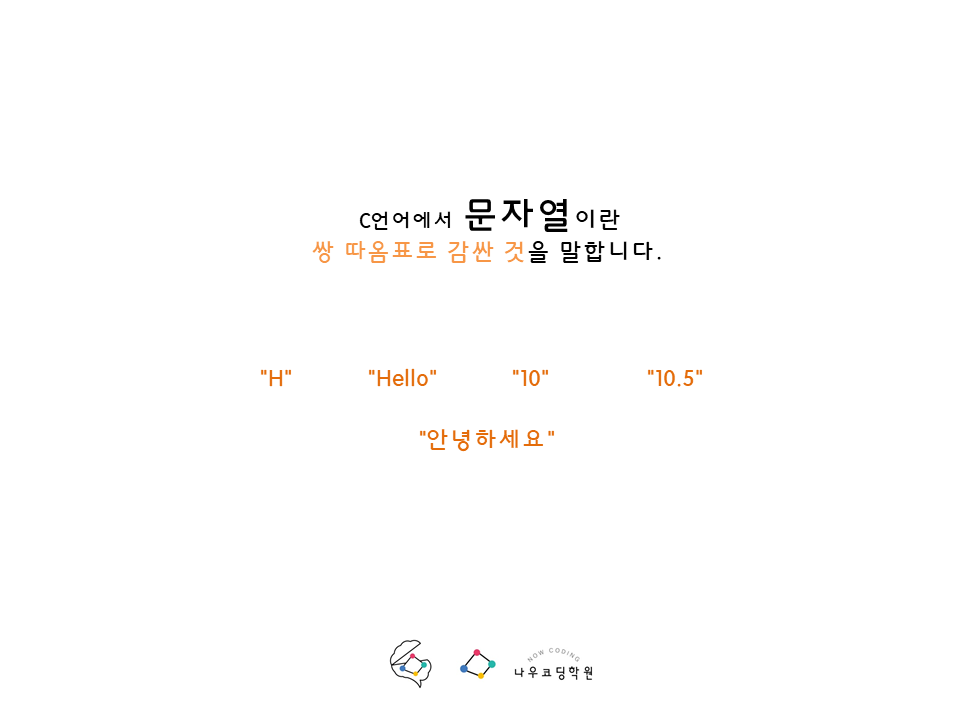 C언어에서 문자열이란
쌍 따옴표로 감싼 것을 말합니다.
"H" "Hello" "10" "10.5"
"안녕하세요"
NOW CODING
나우코딩학원